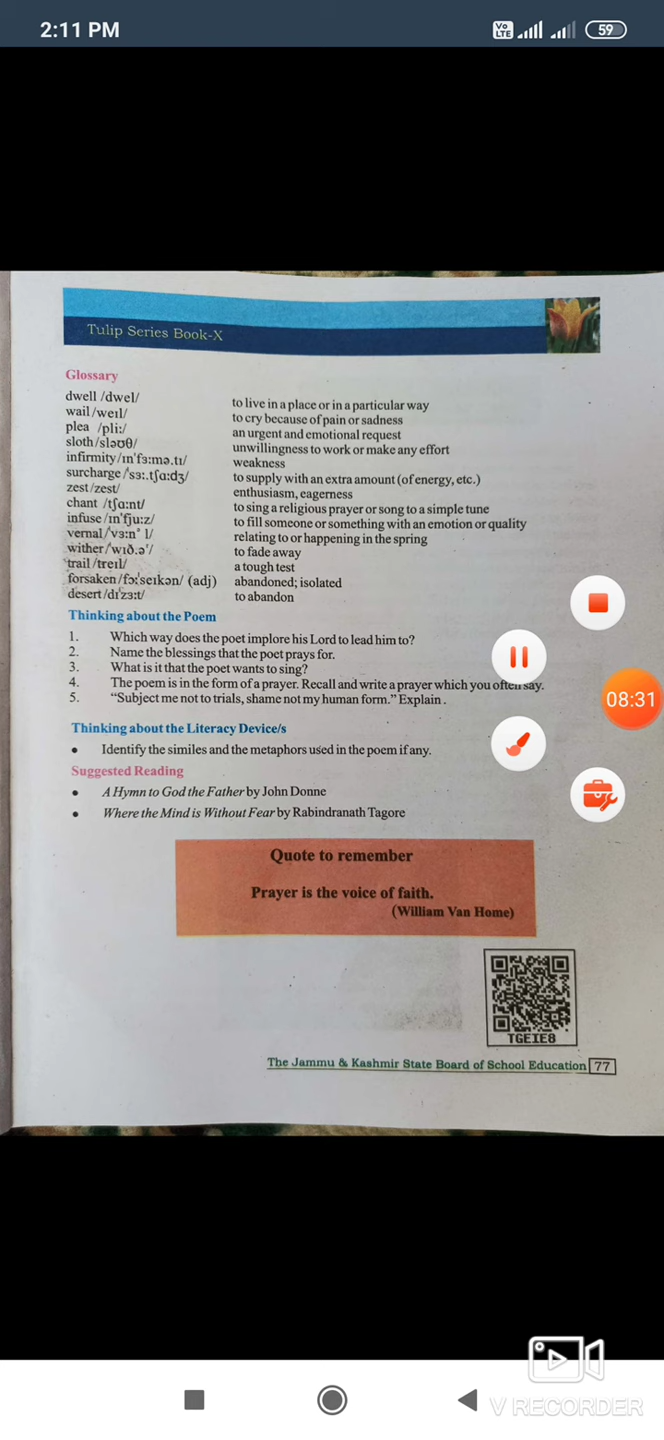 2:11 PM
Vo LTE 59
Tulip Series Book-X
Glossary
dwell /dwel/ to live in a place or in a particular way
wail /weɪl/ to cry because of pain or sadness
plea /pli:/ an urgent and emotional request
sloth /sləʊθ/ unwillingness to work or make any effort
infirmity /ɪn'fɜ:mə.tɪ/ weakness
surcharge /'sɜ:.tʃɑ:dʒ/ to supply with an extra amount (of energy, etc.)
zest /zest/ enthusiasm, eagerness
chant /tʃɑ:nt/ to sing a religious prayer or song to a simple tune
infuse /ɪn'fju:z/ to fill someone or something with an emotion or quality
vernal /'vɜ:n° l/ relating to or happening in the spring
wither /'wɪð.əʳ/ to fade away
trail /treɪl/ a tough test
forsaken /fɔ:'seɪkən/ (adj) abandoned; isolated
desert /dɪ'zɜ:t/ to abandon
Thinking about the Poem
1. Which way does the poet implore his Lord to lead him to?
2. Name the blessings that the poet prays for.
3. What is it that the poet wants to sing?
4. The poem is in the form of a prayer. Recall and write a prayer which you often say.
5. “Subject me not to trials, shame not my human form.” Explain .
08:31
Thinking about the Literacy Device/s
• Identify the similes and the metaphors used in the poem if any.
Suggested Reading
• A Hymn to God the Father by John Donne
• Where the Mind is Without Fear by Rabindranath Tagore
Quote to remember
Prayer is the voice of faith.
(William Van Home)
TGEIE8
The Jammu & Kashmir State Board of School Education 77
V RECORDER